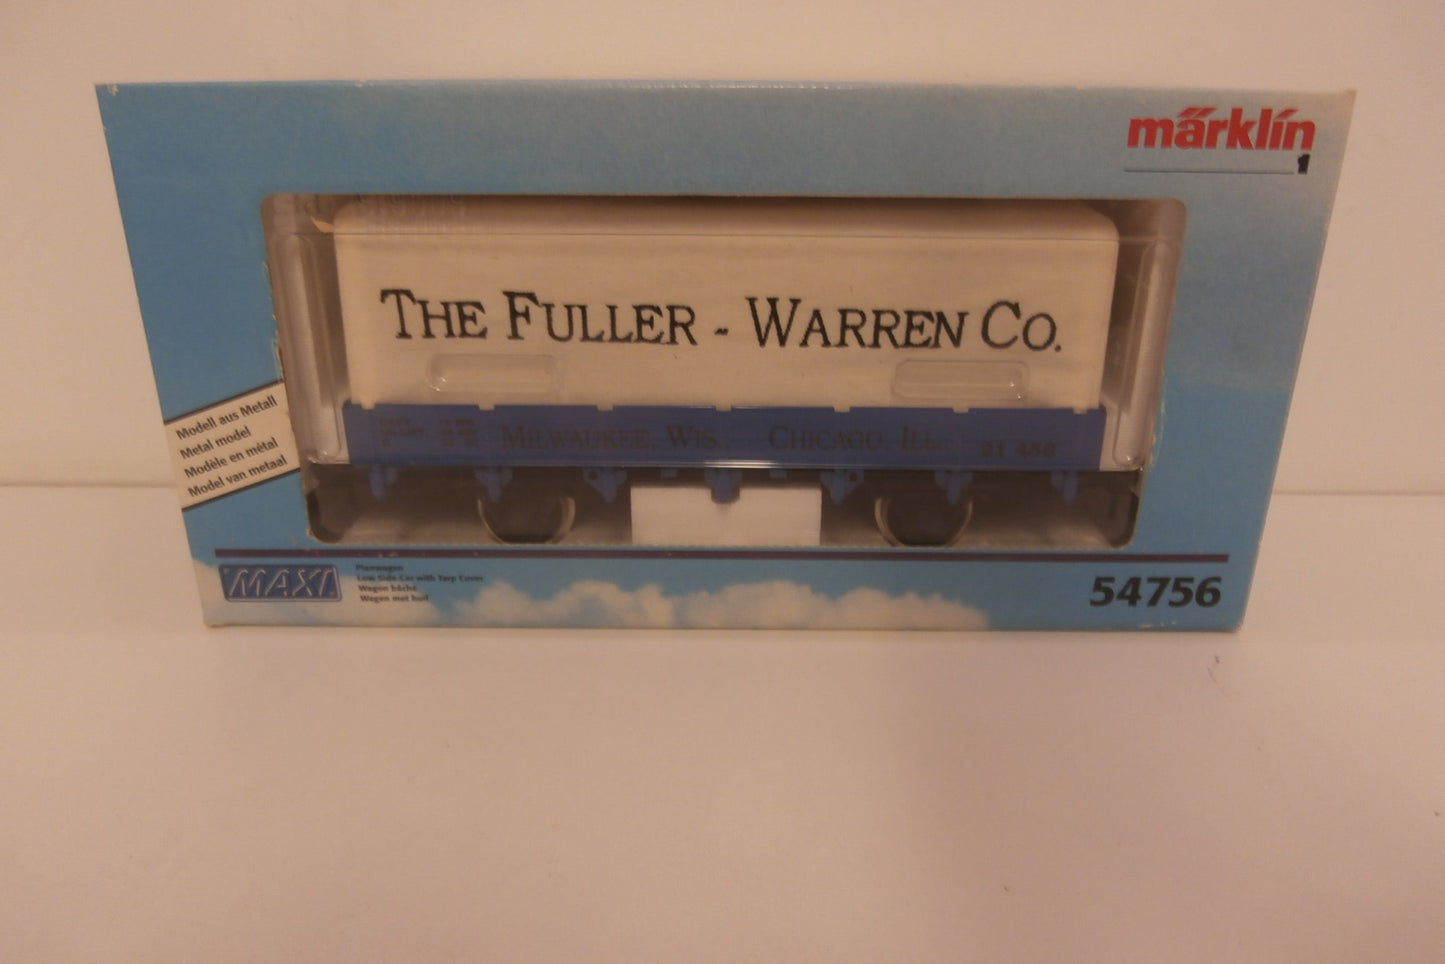 märklin
1
THE FULLER - WARREN CO.
MILWAUKEE, WIS. - CHICAGO, ILL.
21 456
Modell aus Metall
Metal model
Modèle en métal
Model van metaal
MAXI
Planwagen
Low Side Car with Tarp Cover
Wagon bâché
Wagen met huif
54756